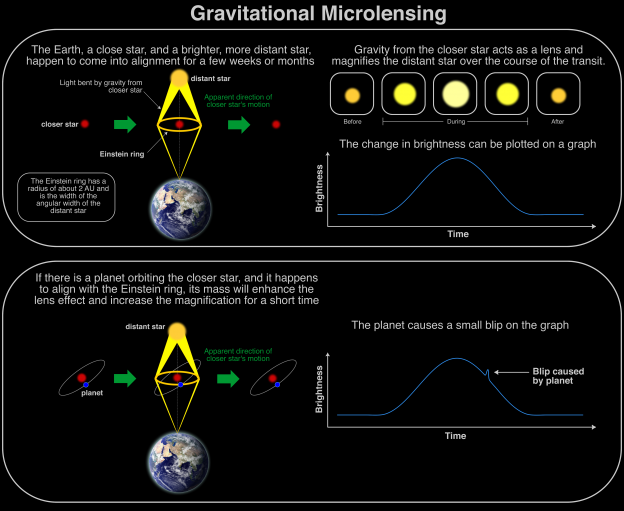 Gravitational Microlensing
The Earth, a close star, and a brighter, more distant star,
happen to come into alignment for a few weeks or months
distant star
Light bent by gravity from
closer star
Apparent direction of
closer star's motion
closer star
Einstein ring
The Einstein ring has a
radius of about 2 AU and
is the width of the
angular width of the
distant star
Gravity from the closer star acts as a lens and
magnifies the distant star over the course of the transit.
Before
During
After
The change in brightness can be plotted on a graph
Brightness
Time
If there is a planet orbiting the closer star, and it happens
to align with the Einstein ring, its mass will enhance the
lens effect and increase the magnification for a short time
distant star
Apparent direction of
closer star's motion
planet
The planet causes a small blip on the graph
Brightness
Blip caused
by planet
Time